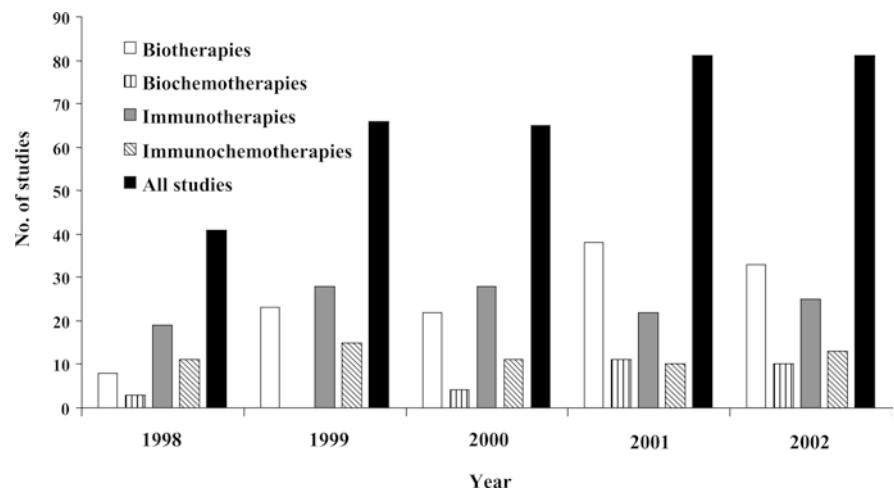 90
80
70
60
50
40
30
20
10
0
No. of studies
Biotherapies
Biochemotherapies
Immunotherapies
Immunochemotherapies
All studies
1998 1999 2000 2001 2002
Year